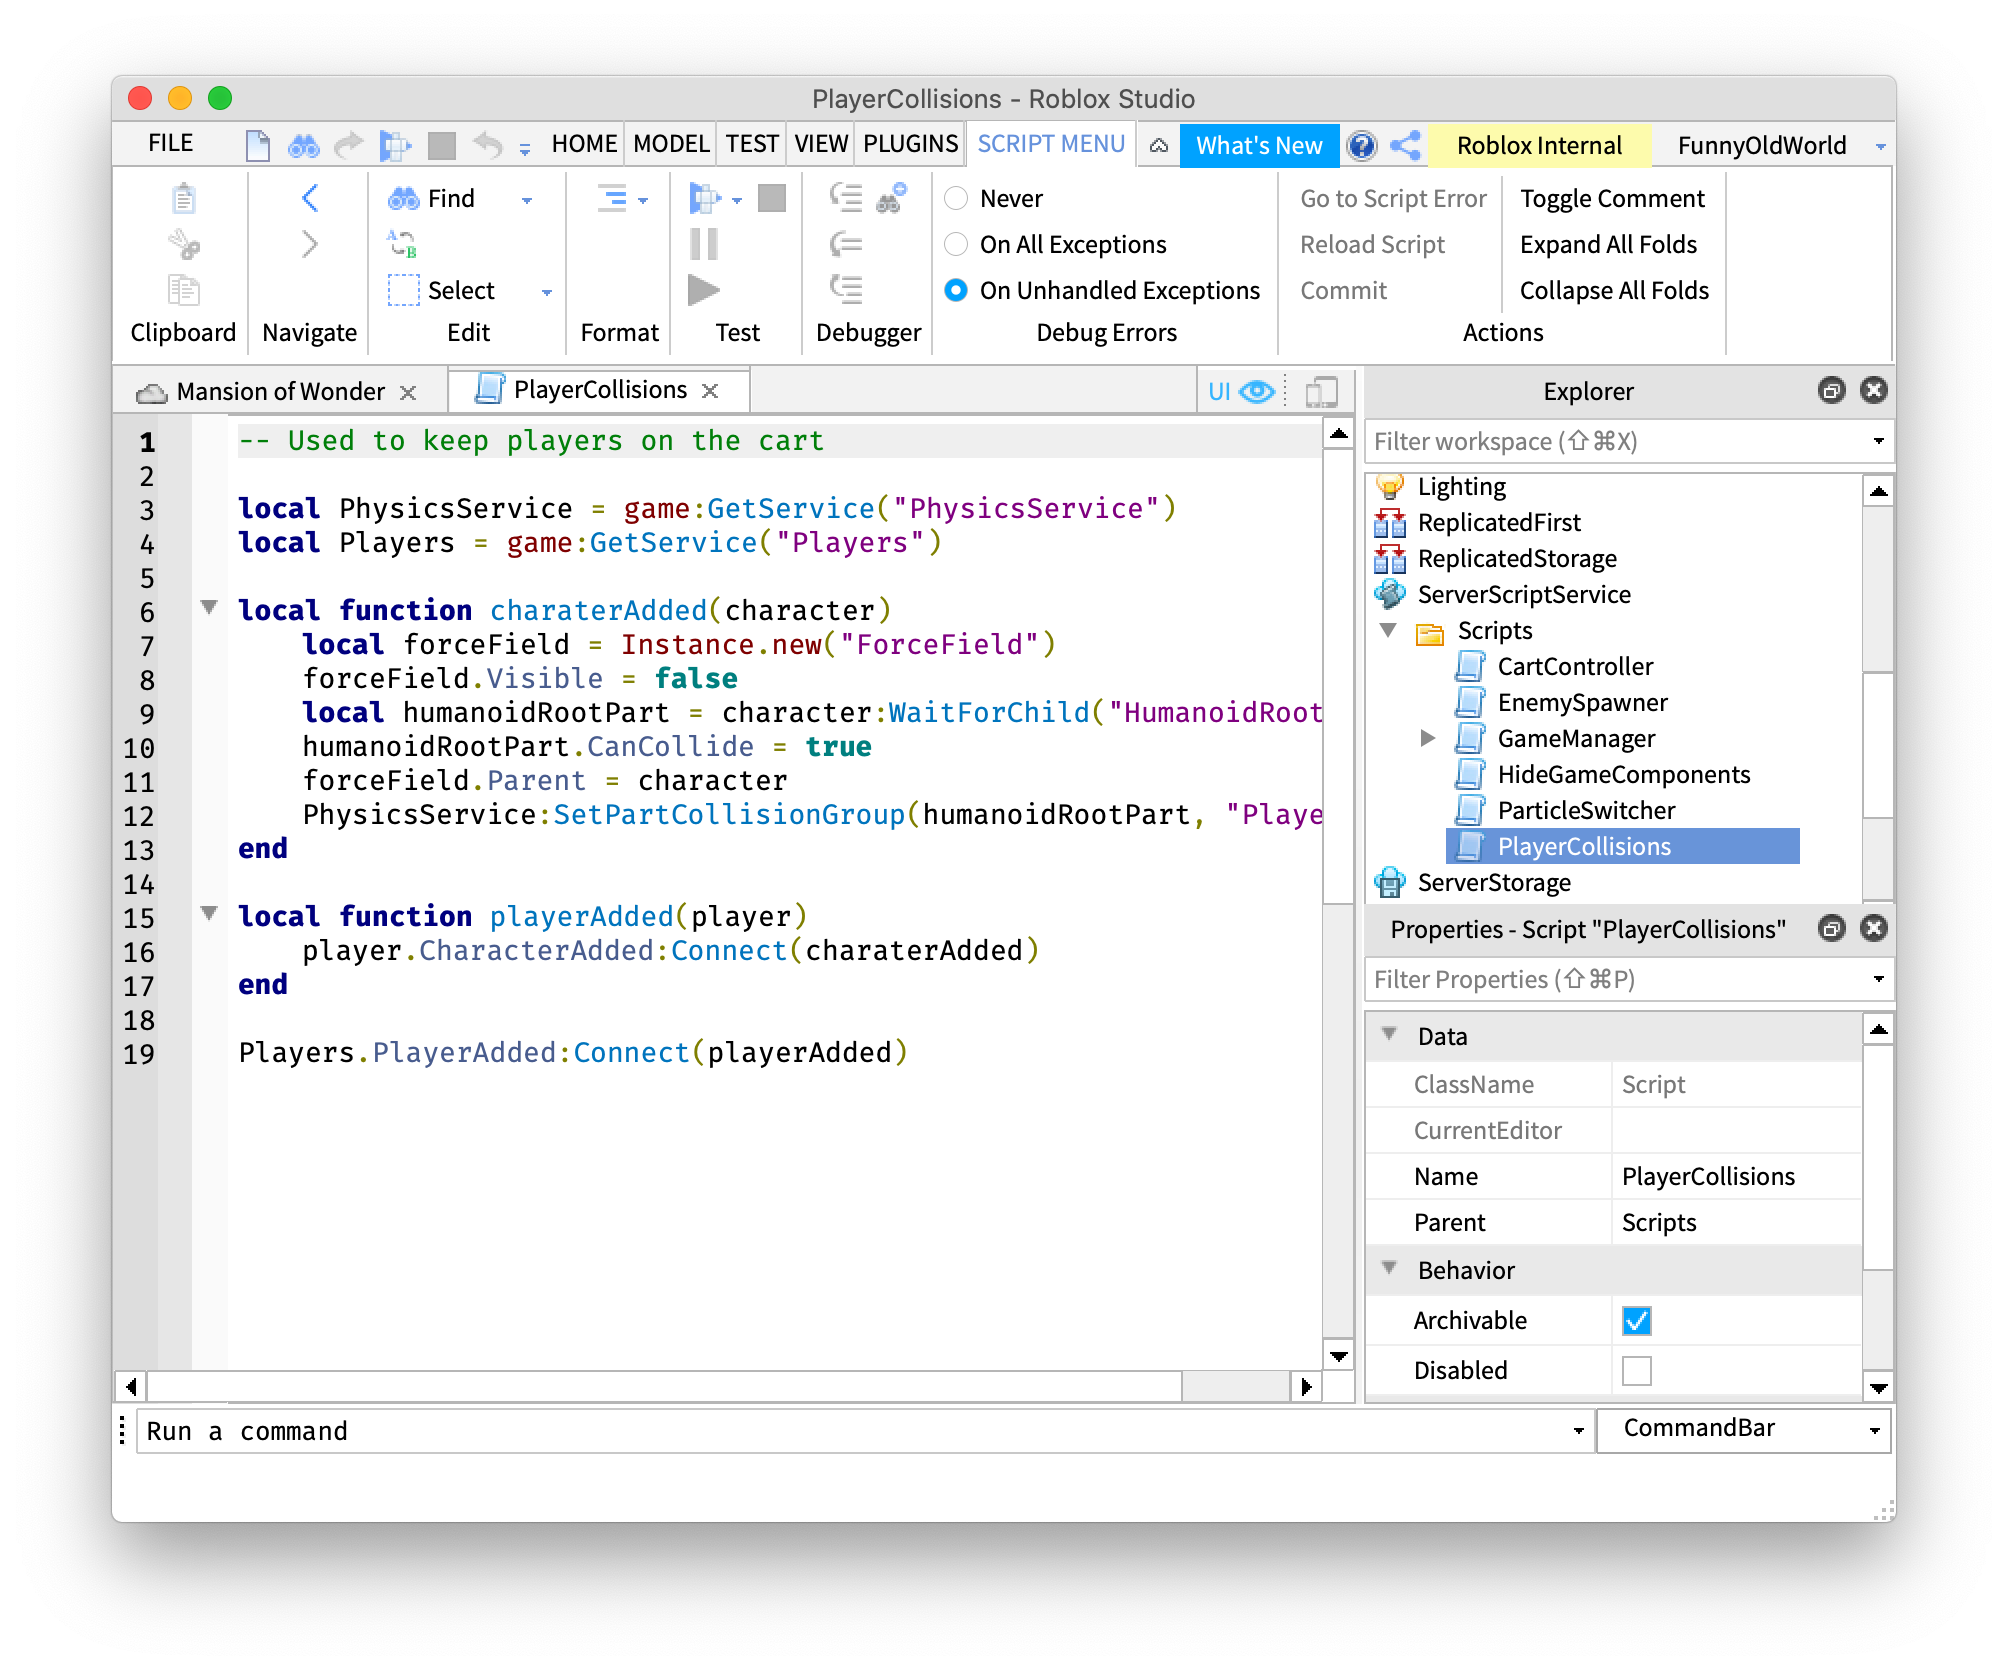 PlayerCollisions - Roblox Studio
FILE HOME MODEL TEST VIEW PLUGINS SCRIPT MENU What's New Roblox Internal FunnyOldWorld
Find
Select
Clipboard Navigate Edit Format Test Debugger
Never
On All Exceptions
On Unhandled Exceptions
Debug Errors
Go to Script Error
Reload Script
Commit
Toggle Comment
Expand All Folds
Collapse All Folds
Actions
Mansion of Wonder PlayerCollisions UI
1 -- Used to keep players on the cart
2
3 local PhysicsService = game:GetService("PhysicsService")
4 local Players = game:GetService("Players")
5
6 local function charaterAdded(character)
7 local forceField = Instance.new("ForceField")
8 forceField.Visible = false
9 local humanoidRootPart = character:WaitForChild("HumanoidRoot
10 humanoidRootPart.CanCollide = true
11 forceField.Parent = character
12 PhysicsService:SetPartCollisionGroup(humanoidRootPart, "Playe
13 end
14
15 local function playerAdded(player)
16 player.CharacterAdded:Connect(charaterAdded)
17 end
18
19 Players.PlayerAdded:Connect(playerAdded)
Explorer
Filter workspace (⇧⌘X)
Lighting
ReplicatedFirst
ReplicatedStorage
ServerScriptService
Scripts
CartController
EnemySpawner
GameManager
HideGameComponents
ParticleSwitcher
PlayerCollisions
ServerStorage
Properties - Script "PlayerCollisions"
Filter Properties (⇧⌘P)
Data
ClassName Script
CurrentEditor
Name PlayerCollisions
Parent Scripts
Behavior
Archivable
Disabled
Run a command CommandBar